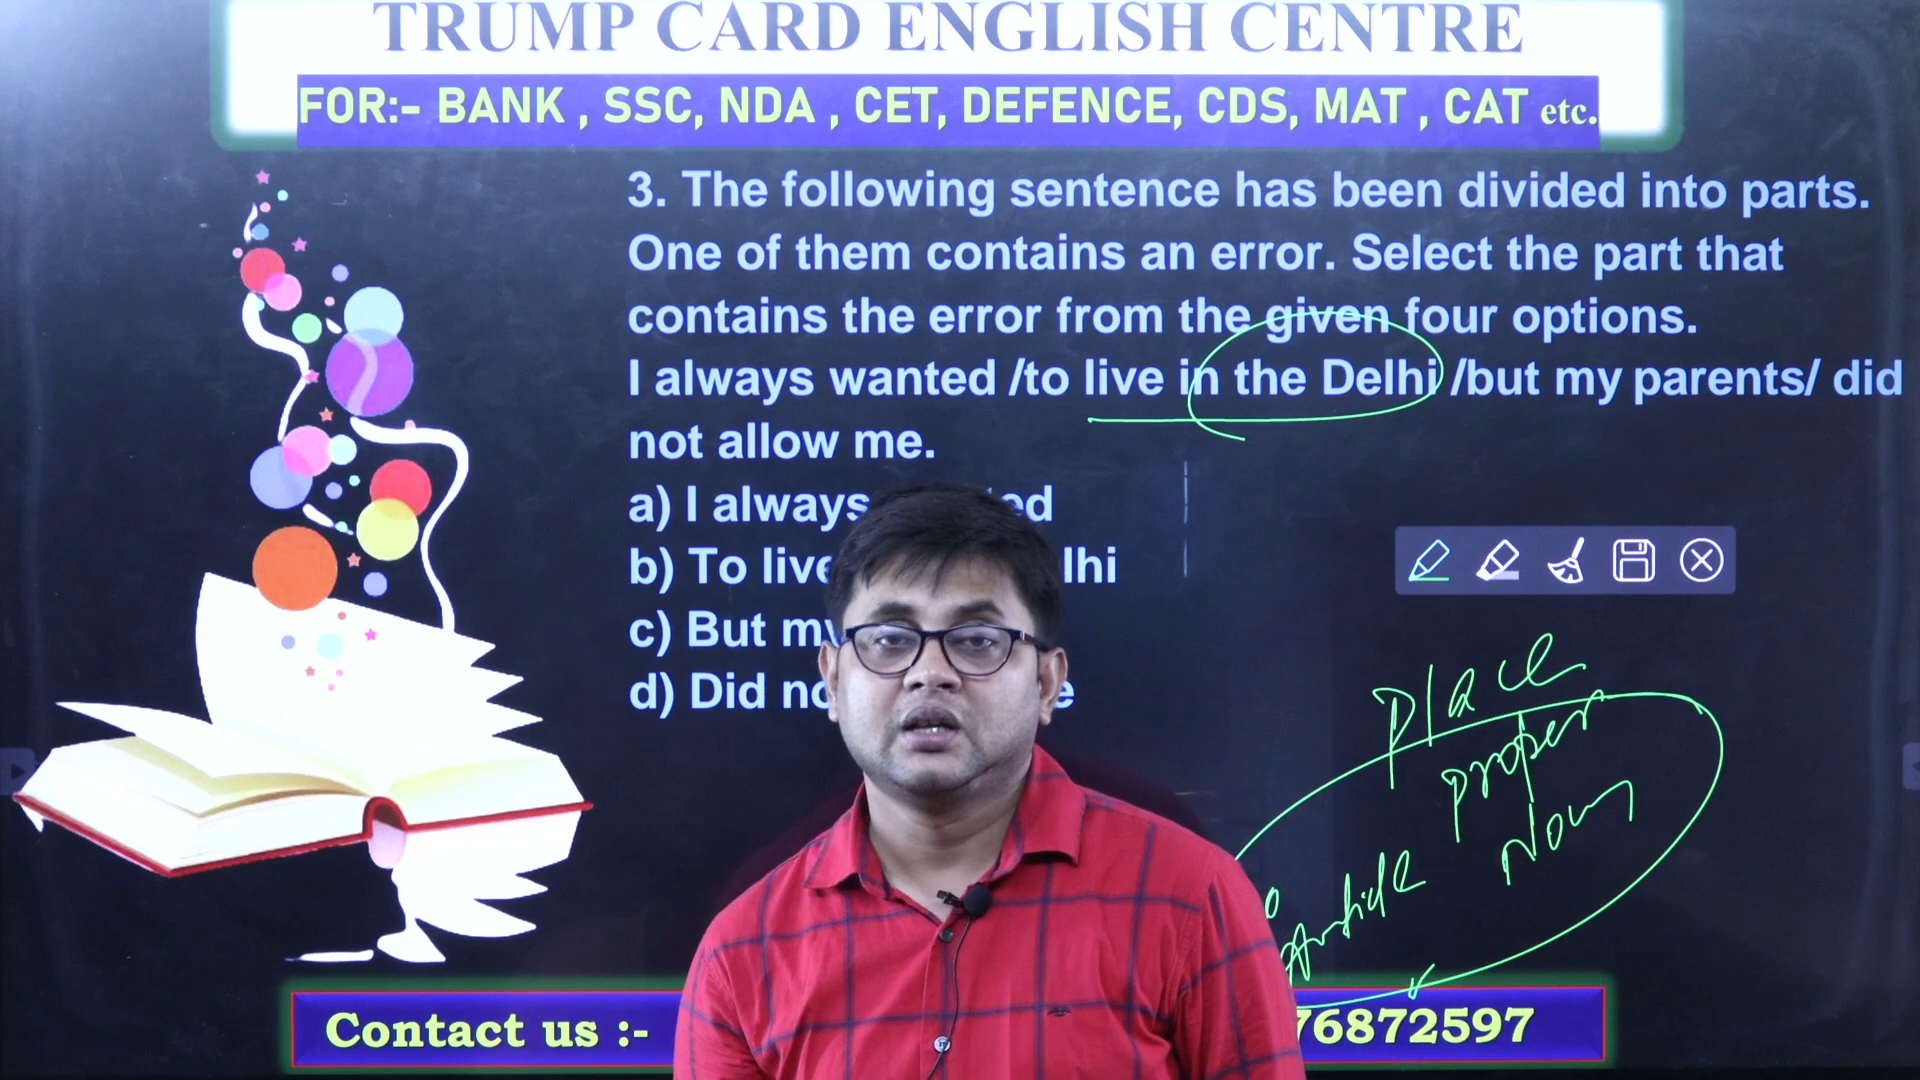 TRUMP CARD ENGLISH CENTRE
FOR:- BANK , SSC, NDA , CET, DEFENCE, CDS, MAT , CAT etc.
3. The following sentence has been divided into parts.
One of them contains an error. Select the part that
contains the error from the given four options.
I always wanted /to live in the Delhi /but my parents/ did
not allow me.
a) I always ed
b) To live lhi
c) But my
d) Did no e
Place
proper
Noun
Article
Contact us :- 76872597